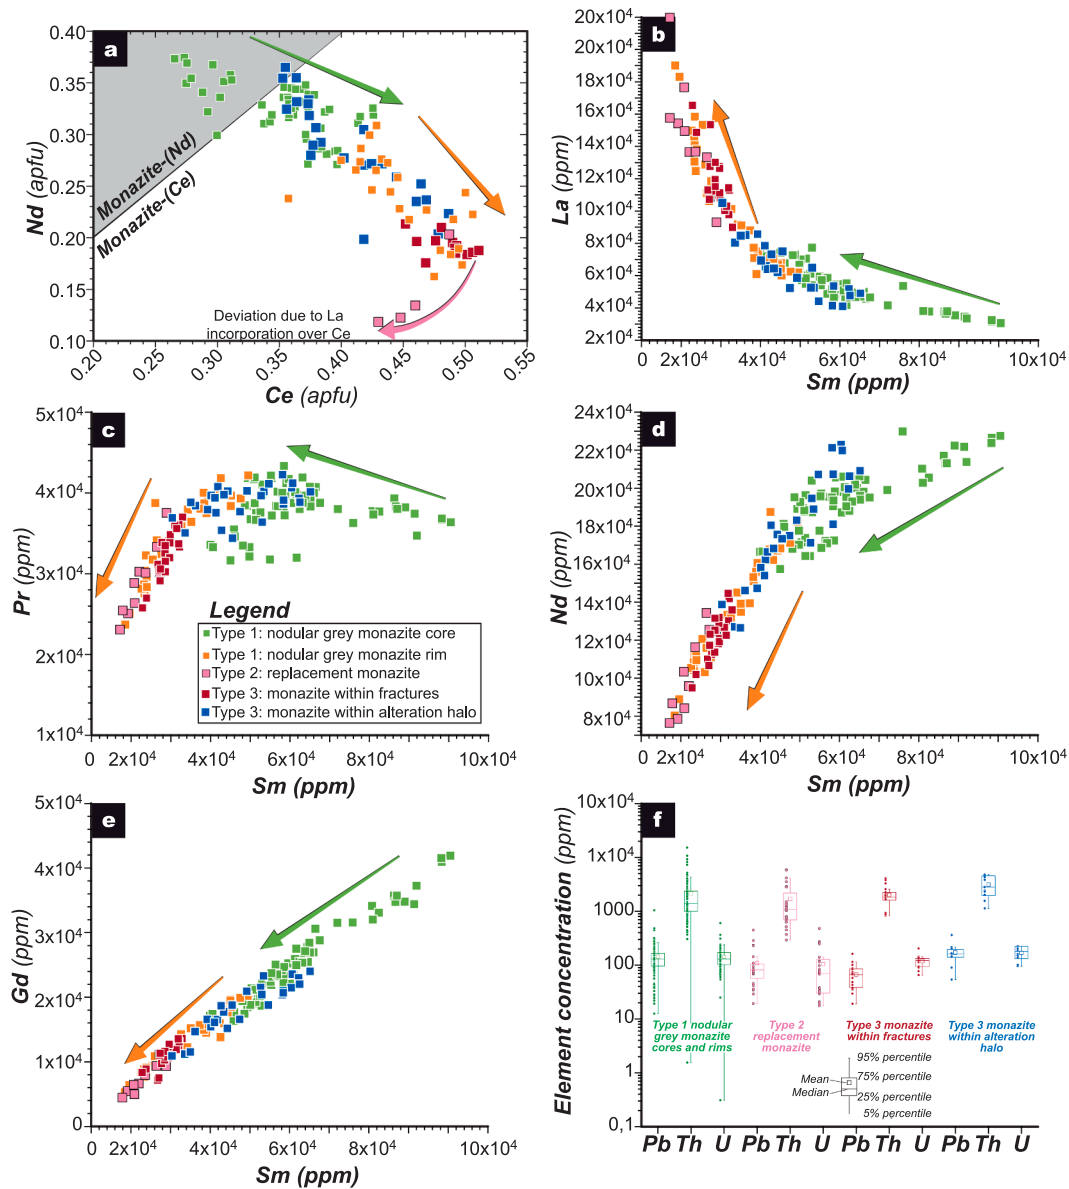 a
0.40
0.30
0.25
0.20
0.15
0.10
Nd (apfu)
Monazite-(Nd)
Monazite-(Ce)
Deviation due to La
incorporation over Ce
0.20
0.25
0.30
0.35
0.40
0.45
0.50
0.55
Ce (apfu)
b
20x10⁴
20x10⁴
18x10⁴
16x10⁴
14x10⁴
12x10⁴
10x10⁴
8x10⁴
6x10⁴
4x10⁴
2x10⁴
La (ppm)
0 2x10⁴ 4x10⁴ 6x10⁴ 8x10⁴ 10x10⁴
Sm (ppm)
c
5x10⁴
4x10⁴
3x10⁴
2x10⁴
1x10⁴
Pr (ppm)
Legend
Type 1: nodular grey monazite core
Type 1: nodular grey monazite rim
Type 2: replacement monazite
Type 3: monazite within fractures
Type 3: monazite within alteration halo
0 2x10⁴ 4x10⁴ 6x10⁴ 8x10⁴ 10x10⁴
Sm (ppm)
d
24x10⁴
22x10⁴
20x10⁴
18x10⁴
16x10⁴
14x10⁴
12x10⁴
10x10⁴
8x10⁴
Nd (ppm)
0 2x10⁴ 4x10⁴ 6x10⁴ 8x10⁴ 10x10⁴
Sm (ppm)
e
5x10⁴
4x10⁴
3x10⁴
2x10⁴
1x10⁴
0
Gd (ppm)
0 2x10⁴ 4x10⁴ 6x10⁴ 8x10⁴ 10x10⁴
Sm (ppm)
f
10x10⁴
1x10⁴
1000
100
10
1
0,1
Element concentration (ppm)
Type 1 nodular
grey monazite
cores and rims
Type 2
replacement
monazite
Type 3 monazite
within fractures
Type 3 monazite
within alteration
halo
95% percentile
75% percentile
Mean
Median
25% percentile
5% percentile
Pb Th U Pb Th U Pb Th U Pb Th U